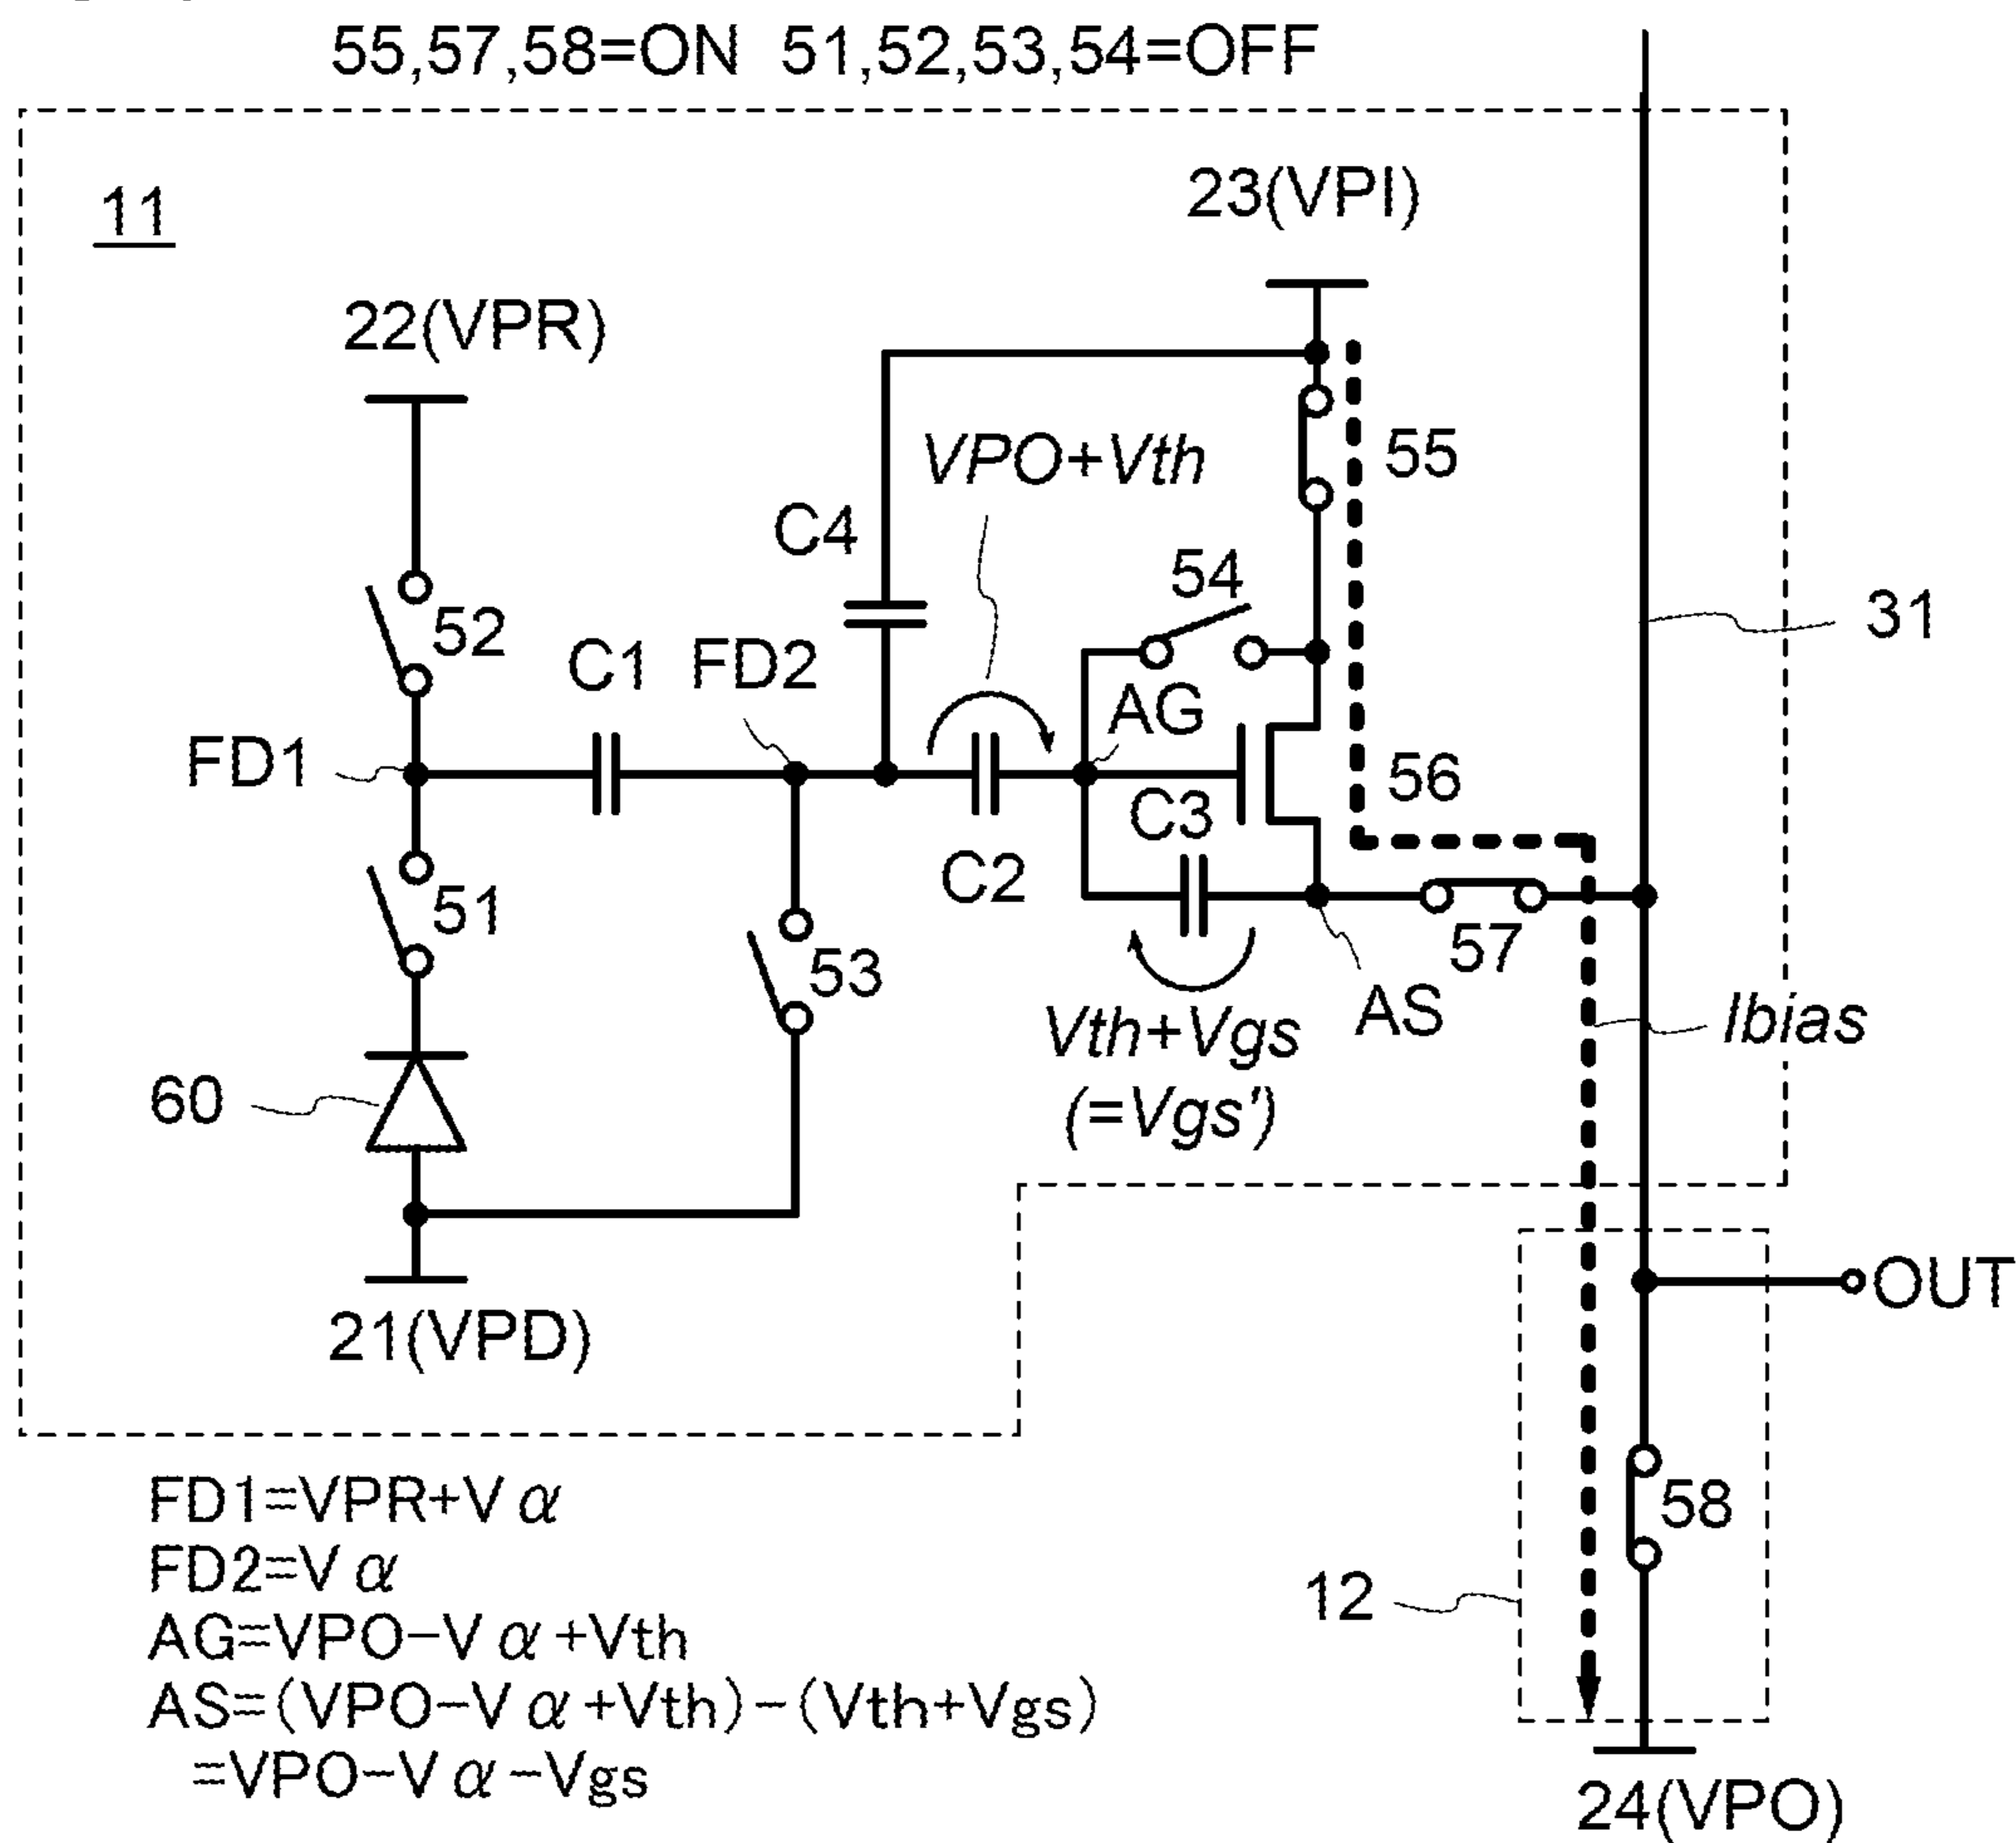 55,57,58=ON 51,52,53,54=OFF
11
23(VPI)
22(VPR)
VPO+Vth
55
C4
54
31
52
C1
FD2
AG
FD1
56
C3
C2
51
53
57
AS
Vth+Vgs
(=Vgs')
Ibias
60
OUT
21(VPD)
58
12
24(VPO)
FD1=VPR+Vα
FD2=Vα
AG=VPO-Vα+Vth
AS=(VPO-Vα+Vth)-(Vth+Vgs)
=VPO-Vα-Vgs